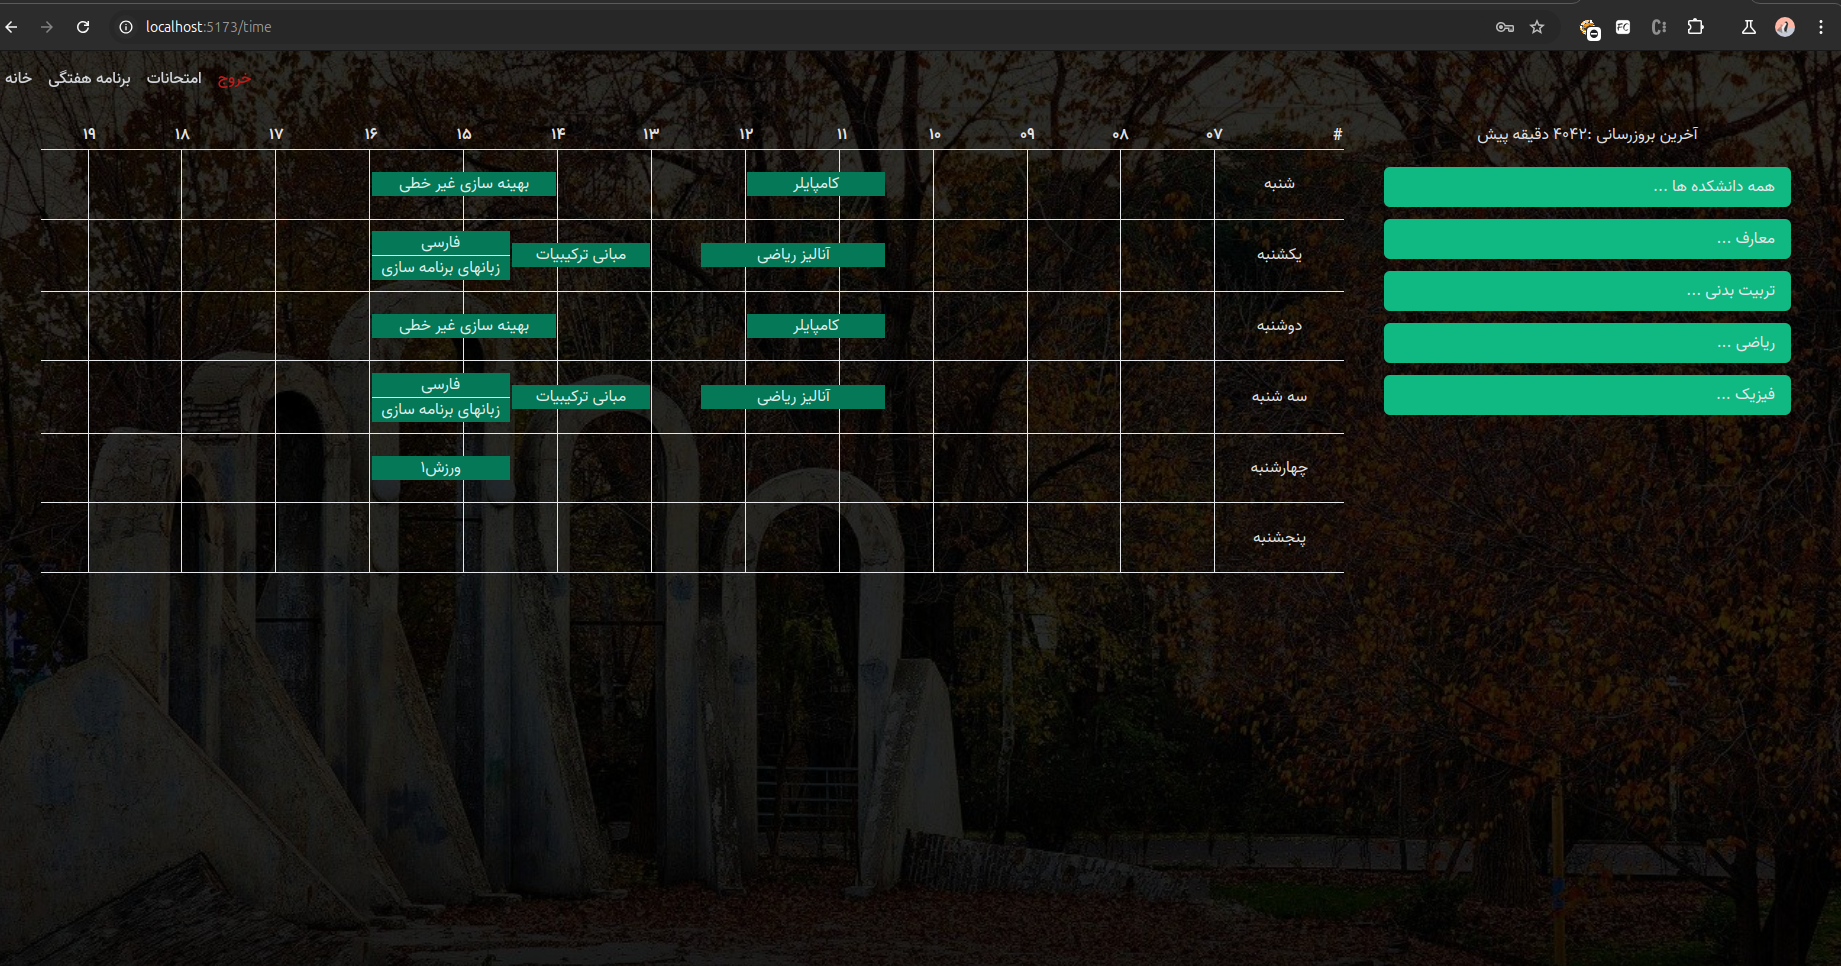 localhost:5173/time
خانه برنامه هفتگی امتحانات خروج
آخرین بروزرسانی :۴۰۴۲ دقیقه پیش
همه دانشکده ها ...
معارف ...
تربیت بدنی ...
ریاضی ...
فیزیک ...
# ۰۷ ۰۸ ۰۹ ۱۰ ۱۱ ۱۲ ۱۳ ۱۴ ۱۵ ۱۶ ۱۷ ۱۸ ۱۹
شنبه کامپایلر بهینه سازی غیر خطی
یکشنبه آنالیز ریاضی مبانی ترکیبیات فارسی
زبانهای برنامه سازی
دوشنبه کامپایلر بهینه سازی غیر خطی
سه شنبه آنالیز ریاضی مبانی ترکیبیات فارسی
زبانهای برنامه سازی
چهارشنبه ورزش۱
پنجشنبه